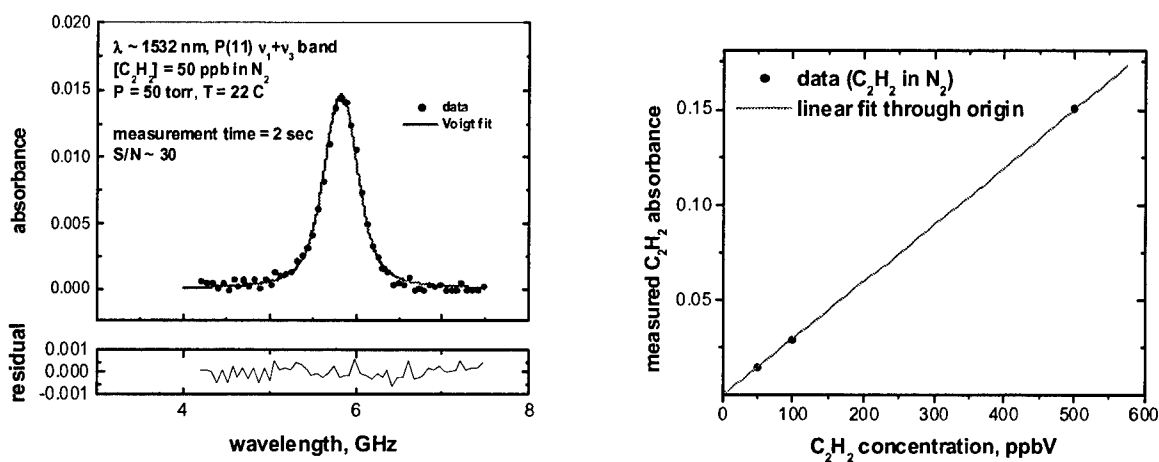 0.020
0.015
0.010
0.005
0.000
absorbance
λ ~ 1532 nm, P(11) ν1+ν3 band
[C2H2] = 50 ppb in N2
P = 50 torr, T = 22 C
measurement time = 2 sec
S/N ~ 30
data
Voigt fit
0.001
0.000
-0.001
residual
4 6 8
wavelength, GHz
0.15
0.10
0.05
measured C2H2 absorbance
data (C2H2 in N2)
linear fit through origin
0 100 200 300 400 500 600
C2H2 concentration, ppbV